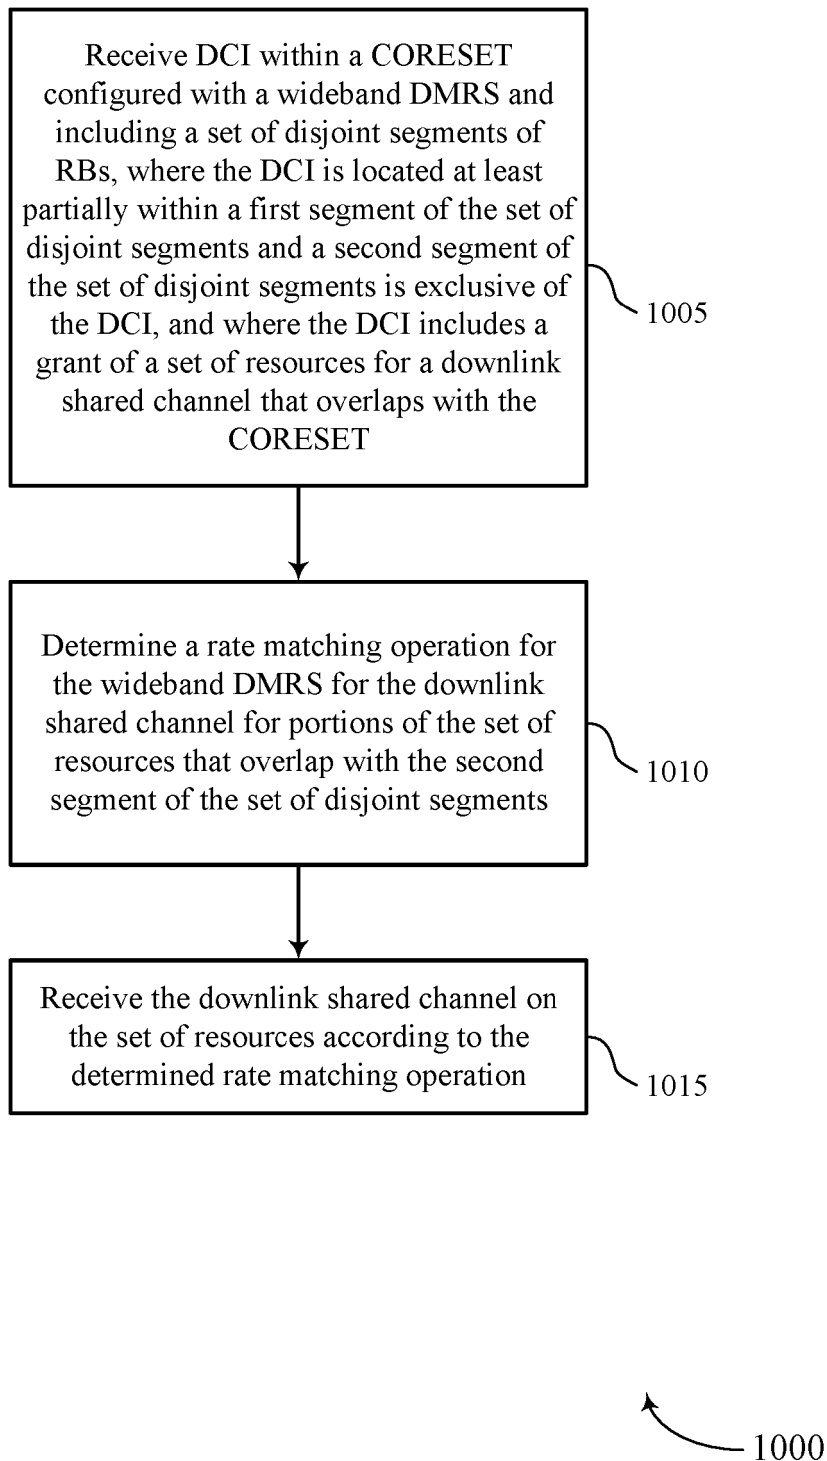 Receive DCI within a CORESET
configured with a wideband DMRS and
including a set of disjoint segments of
RBs, where the DCI is located at least
partially within a first segment of the set of
disjoint segments and a second segment of
the set of disjoint segments is exclusive of
the DCI, and where the DCI includes a
grant of a set of resources for a downlink
shared channel that overlaps with the
CORESET
1005
Determine a rate matching operation for
the wideband DMRS for the downlink
shared channel for portions of the set of
resources that overlap with the second
segment of the set of disjoint segments
1010
Receive the downlink shared channel on
the set of resources according to the
determined rate matching operation
1015
1000